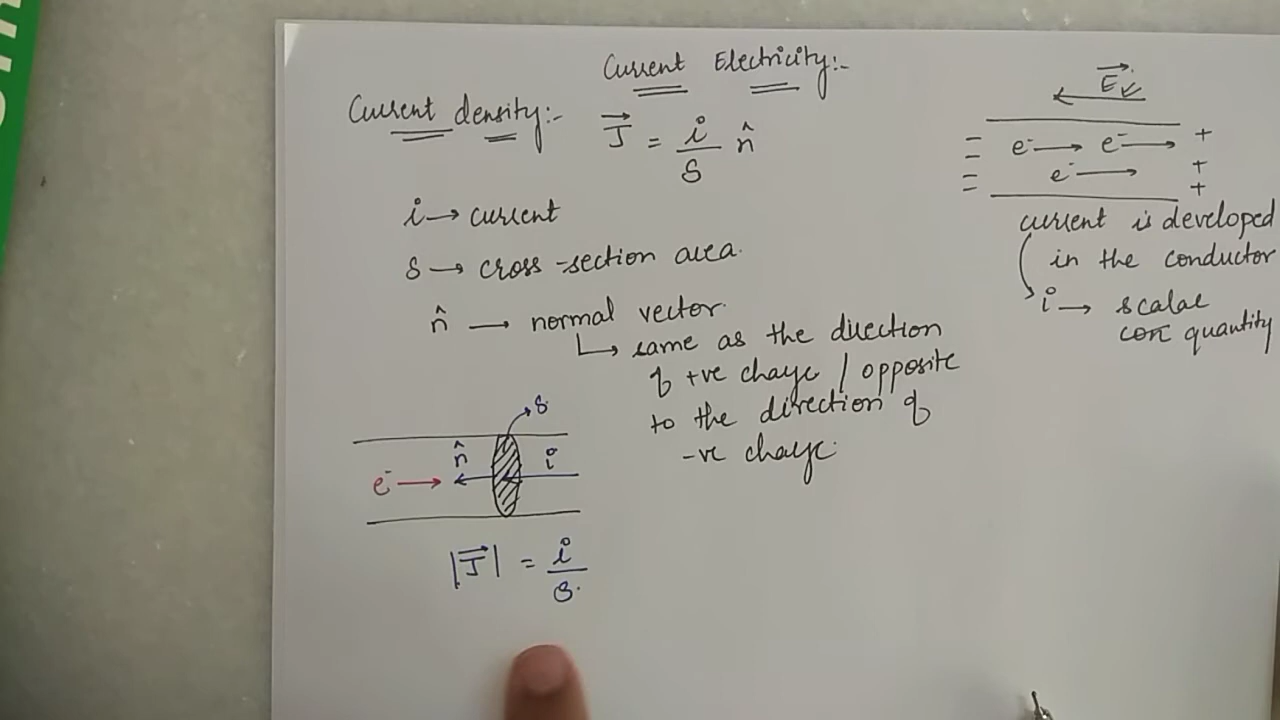 Current Electricity:-
Current density:- J⃗ = i/s n̂
i → current
s → cross-section area.
n̂ → normal vector.
↳ same as the direction
of +ve charge / opposite
to the direction of
-ve charge.
E⃗
e⁻ → e⁻ → +
e⁻ → +
+
current is developed
in the conductor
i → scalar
con quantity
s
n̂ i
e⁻ →
|J⃗| = i/s.